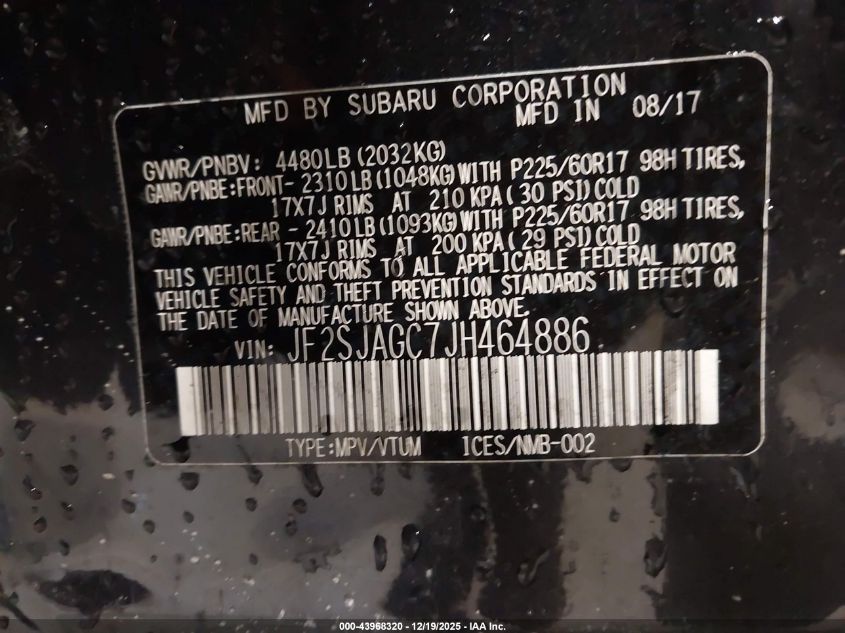 MFD BY SUBARU CORPORATION
MFD IN 08/17
GVWR/PNBV: 4480LB (2032KG)
GAWR/PNBE:FRONT- 2310LB (1048KG) WITH P225/60R17 98H TIRES,
17X7J RIMS AT 210 KPA( 30 PSI) COLD
GAWR/PNBE:REAR - 2410LB (1093KG) WITH P225/60R17 98H TIRES,
17X7J RIMS AT 200 KPA( 29 PSI) COLD
THIS VEHICLE CONFORMS TO ALL APPLICABLE FEDERAL MOTOR
VEHICLE SAFETY AND THEFT PREVENTION STANDARDS IN EFFECT ON
THE DATE OF MANUFACTURE SHOWN ABOVE.
VIN: JF2SJAGC7JH464886
TYPE:MPV/VTUM ICES/NMB-002
000-43968320 - 12/19/2025 - IAA Inc.